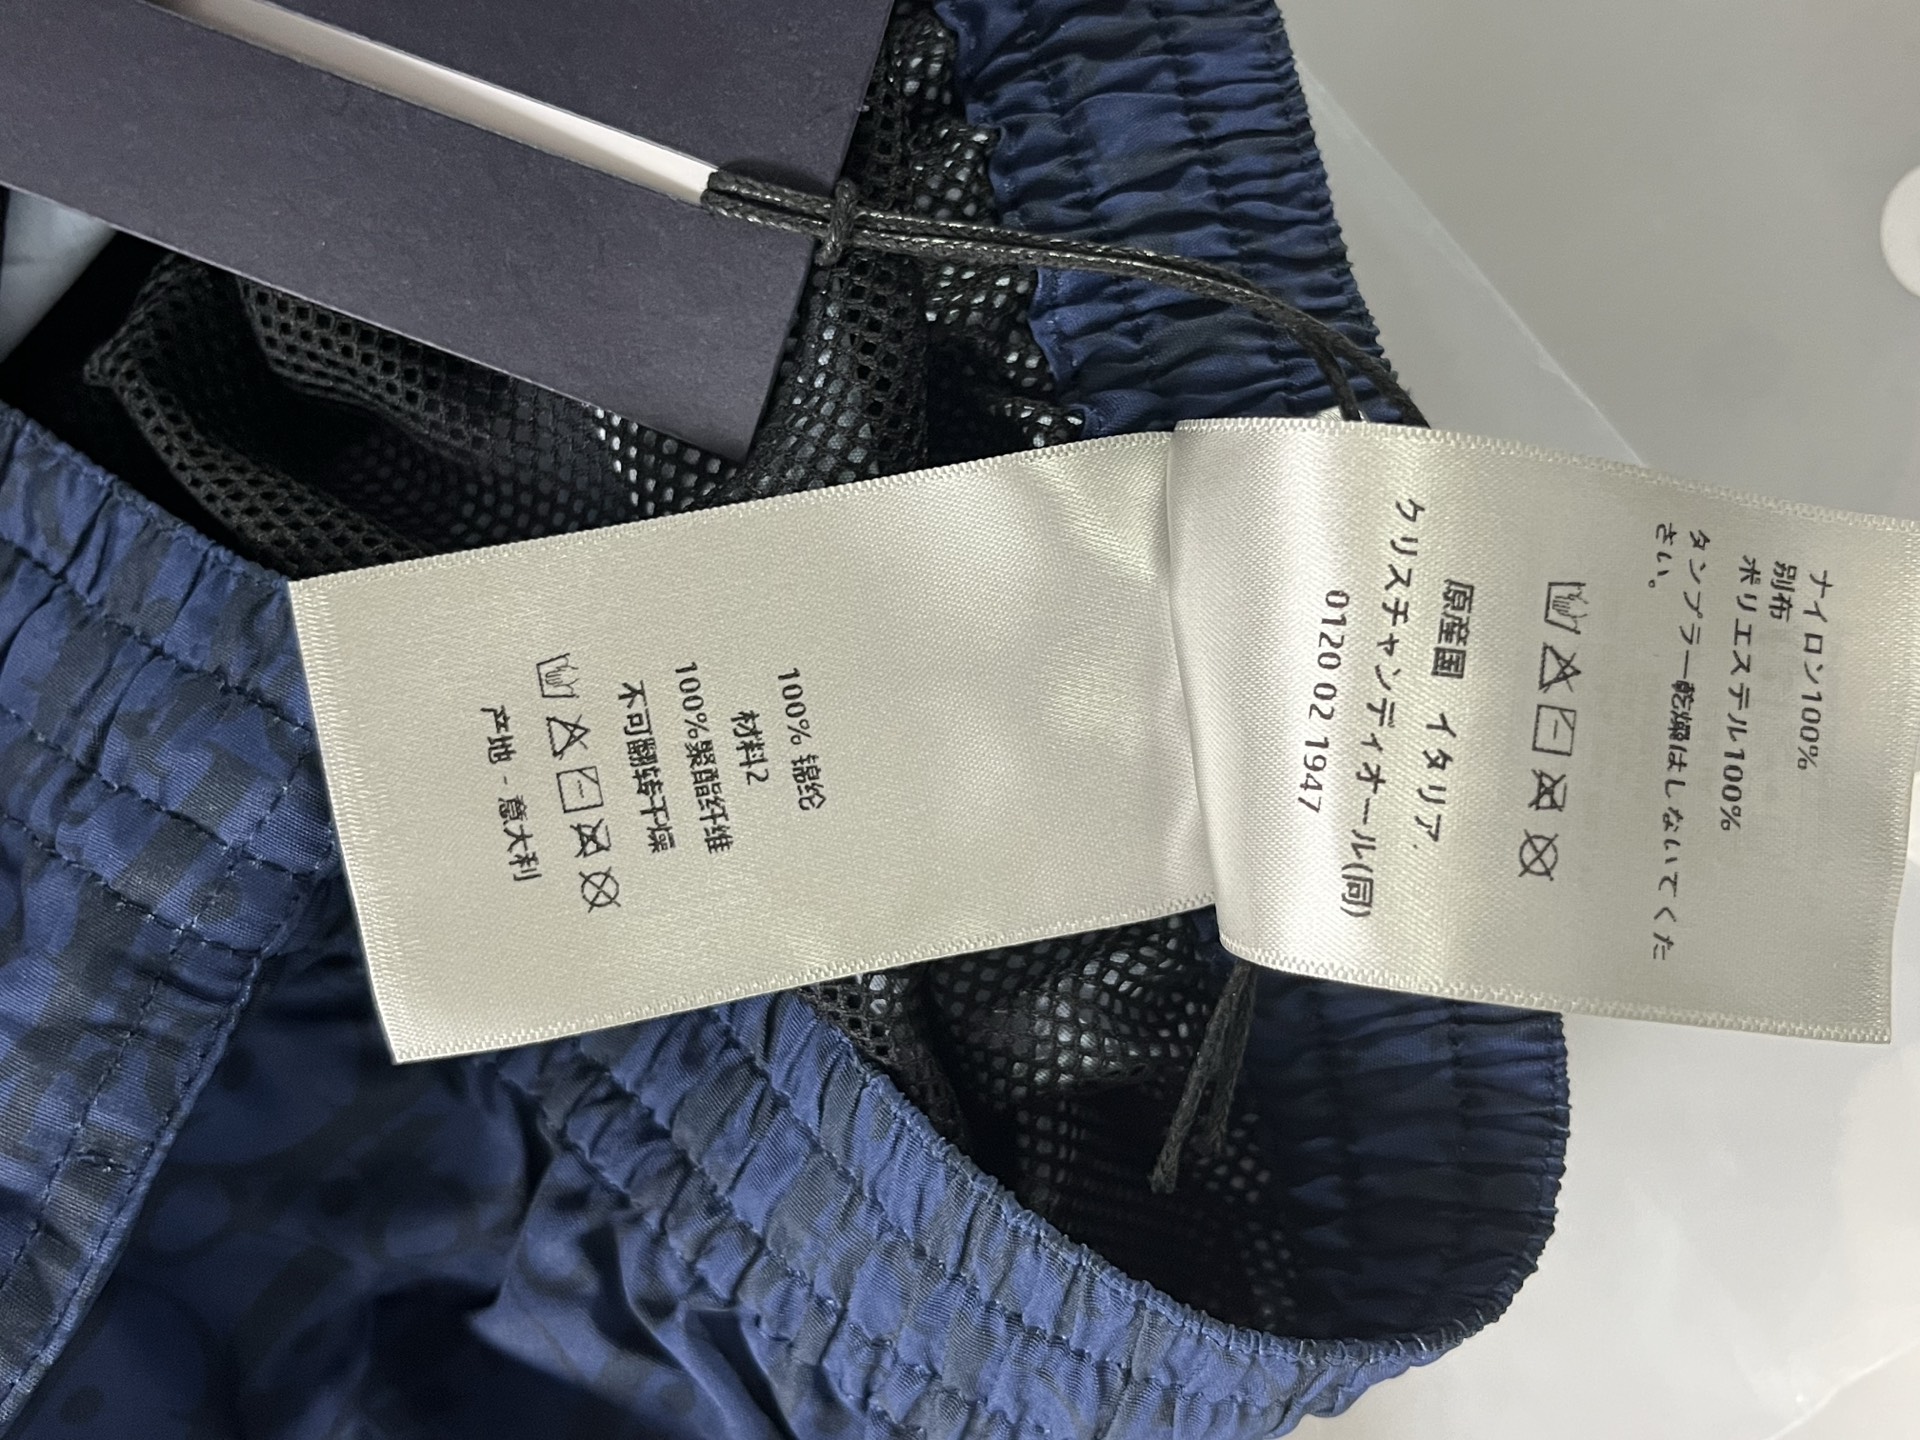 ナイロン100%
別布
ポリエステル100%
タンブラー乾燥はしないでくた
さい。
原産国 イタリア
クリスチャンディオール(同)
0120 02 1947
100% 锦纶
材料2
100%聚酯纤维
不可翻转干燥
产地 - 意大利